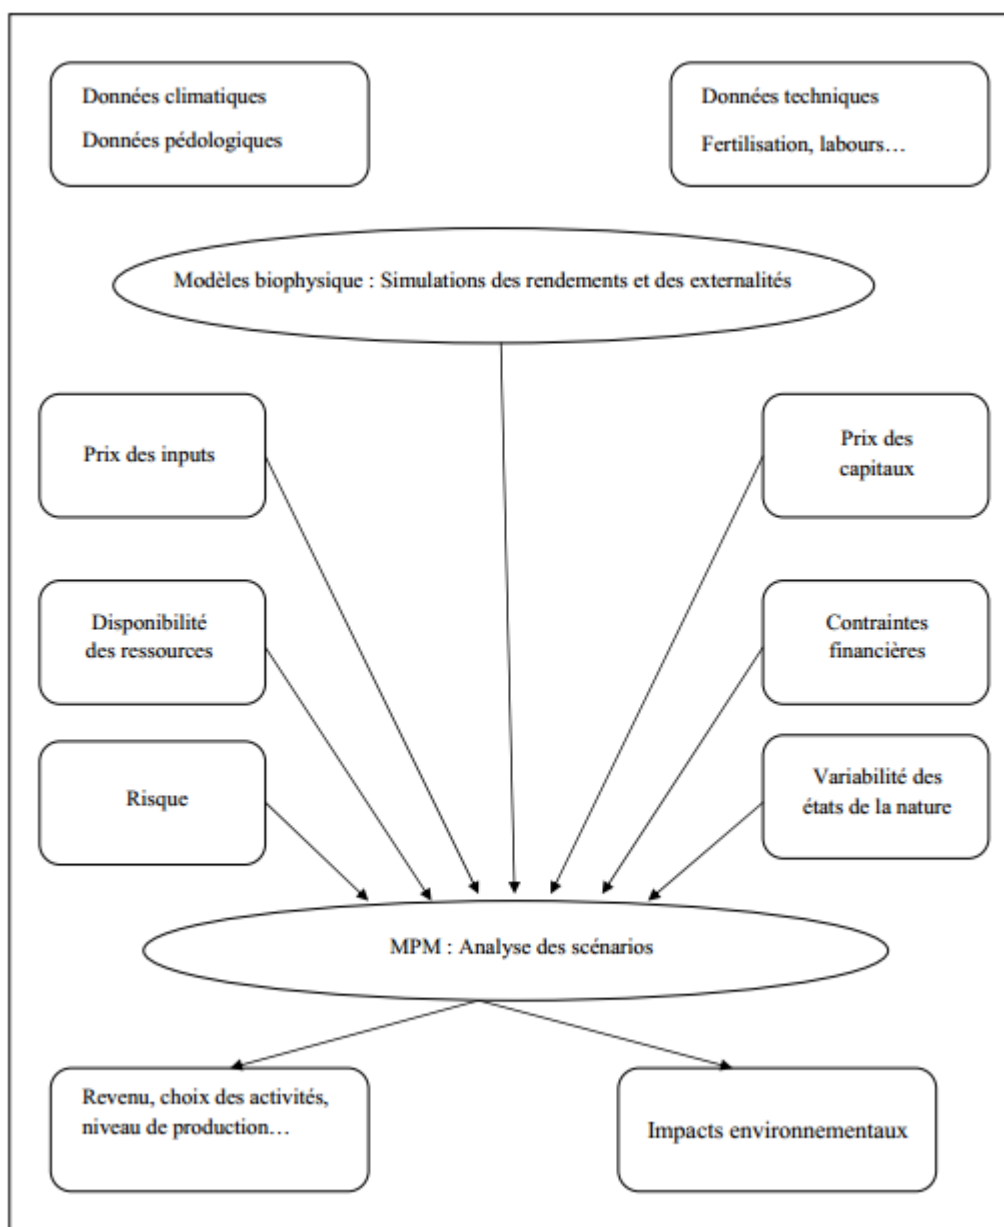 Données climatiques
Données pédologiques
Données techniques
Fertilisation, labours…
Modèles biophysique : Simulations des rendements et des externalités
Prix des inputs
Prix des
capitaux
Disponibilité
des ressources
Contraintes
financières
Risque
Variabilité des
états de la nature
MPM : Analyse des scénarios
Revenu, choix des activités,
niveau de production…
Impacts environnementaux